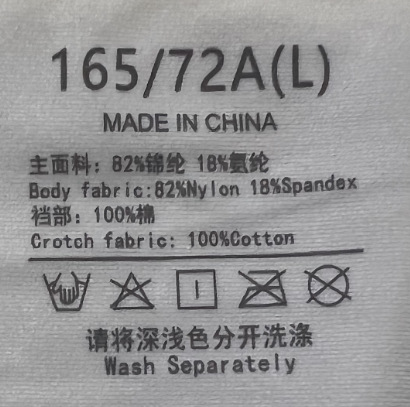 165/72A(L)
MADE IN CHINA
主面料：82%锦纶 18%氨纶
Body fabric:82%Nylon 18%Spandex
裆部：100%棉
Crotch fabric: 100%Cotton
请将深浅色分开洗涤
Wash Separately